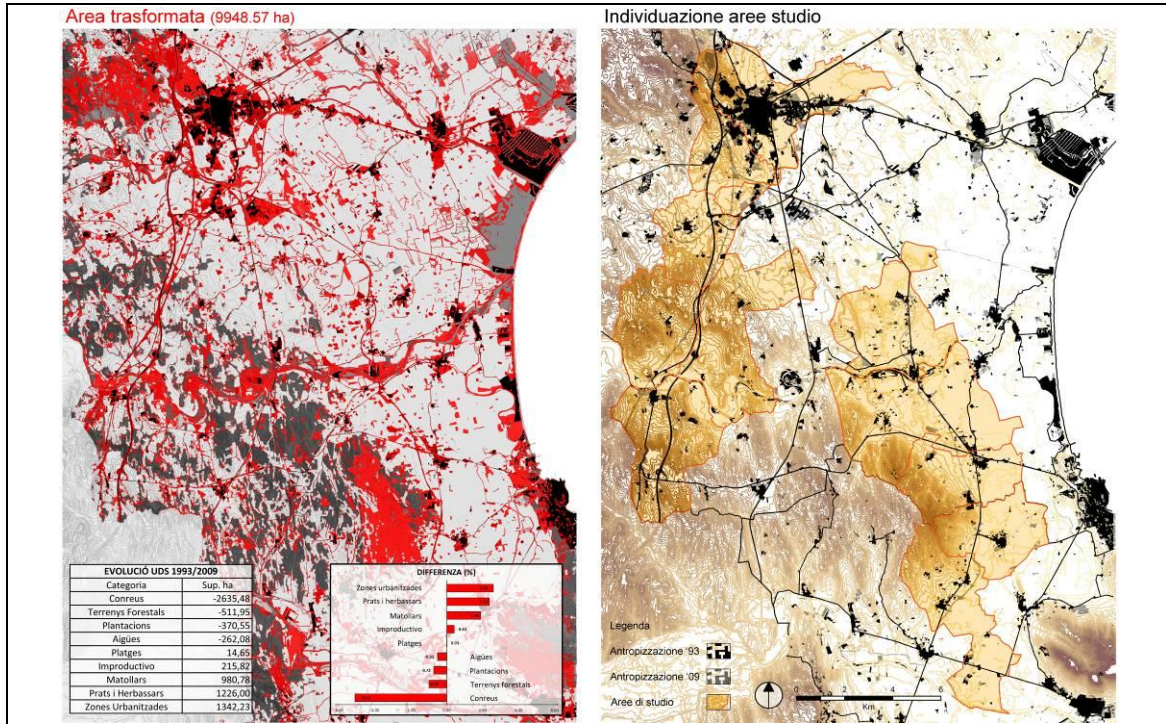 Area trasformata (9948.57 ha)
Individuazione aree studio
EVOLUCIÓ UDS 1993/2009
Categoria Sup. ha
Conreus -2635,48
Terrenys Forestals -511,95
Plantacions -370,55
Aigües -262,08
Platges 14,65
Improductivo 215,82
Matollars 980,78
Prats i Herbassars 1226,00
Zones Urbanitzades 1342,23
DIFFERENZA (%)
Zones urbanitzades
Prats i herbassars
Matollars
Improductivo
Platges
Aigües
Plantacions
Terrenys forestals
Conreus
Legenda
Antropizzazione '93
Antropizzazione '09
Aree di studio
0 2 4 6
Km